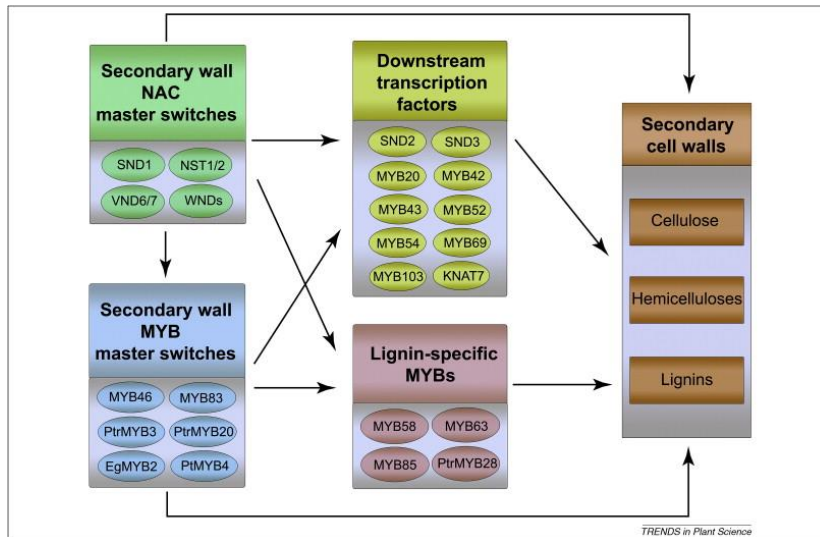 Secondary wall
NAC
master switches
SND1 NST1/2
VND6/7 WNDs
Secondary wall
MYB
master switches
MYB46 MYB83
PtrMYB3 PtrMYB20
EgMYB2 PtMYB4
Downstream
transcription
factors
SND2 SND3
MYB20 MYB42
MYB43 MYB52
MYB54 MYB69
MYB103 KNAT7
Lignin-specific
MYBs
MYB58 MYB63
MYB85 PtrMYB28
Secondary
cell walls
Cellulose
Hemicelluloses
Lignins
TRENDS in Plant Science